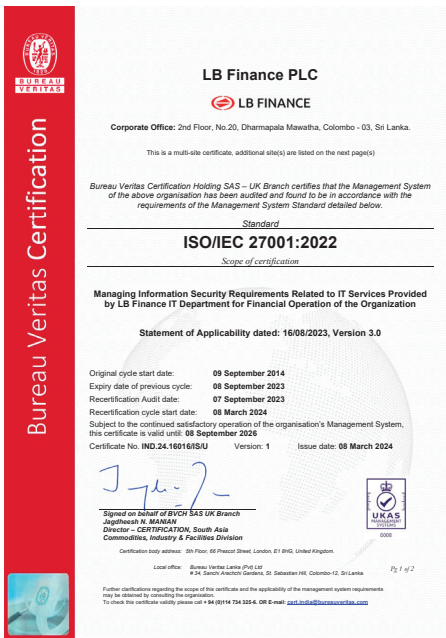 BUREAU
VERITAS
Bureau Veritas Certification
LB Finance PLC
LB FINANCE
Corporate Office: 2nd Floor, No.20, Dharmapala Mawatha, Colombo - 03, Sri Lanka.
This is a multi-site certificate, additional site(s) are listed on the next page(s)
Bureau Veritas Certification Holding SAS – UK Branch certifies that the Management System
of the above organisation has been audited and found to be in accordance with the
requirements of the Management System Standard detailed below.
Standard
ISO/IEC 27001:2022
Scope of certification
Managing Information Security Requirements Related to IT Services Provided
by LB Finance IT Department for Financial Operation of the Organization
Statement of Applicability dated: 16/08/2023, Version 3.0
Original cycle start date: 09 September 2014
Expiry date of previous cycle: 08 September 2023
Recertification Audit date: 07 September 2023
Recertification cycle start date: 08 March 2024
Subject to the continued satisfactory operation of the organisation's Management System,
this certificate is valid until: 08 September 2026
Certificate No. IND.24.16016/IS/U Version: 1 Issue date: 08 March 2024
Signed on behalf of BVCH SAS UK Branch
Jagdheesh N. MANIAN
Director – CERTIFICATION, South Asia
Commodities, Industry & Facilities Division
UKAS
MANAGEMENT
SYSTEMS
0008
Certification body address: 5th Floor, 66 Prescot Street, London, E1 8HG, United Kingdom.
Local office: Bureau Veritas Lanka (Pvt) Ltd
# 34, Sanchi Arachchi Gardens, St. Sebastian Hill, Colombo-12, Sri Lanka.
Pg 1 of 2
Further clarifications regarding the scope of this certificate and the applicability of the management system requirements
may be obtained by consulting the organisation.
To check this certificate validity please call + 94 (0)114 734 325-6. OR E-mail: cert.india@bureauveritas.com